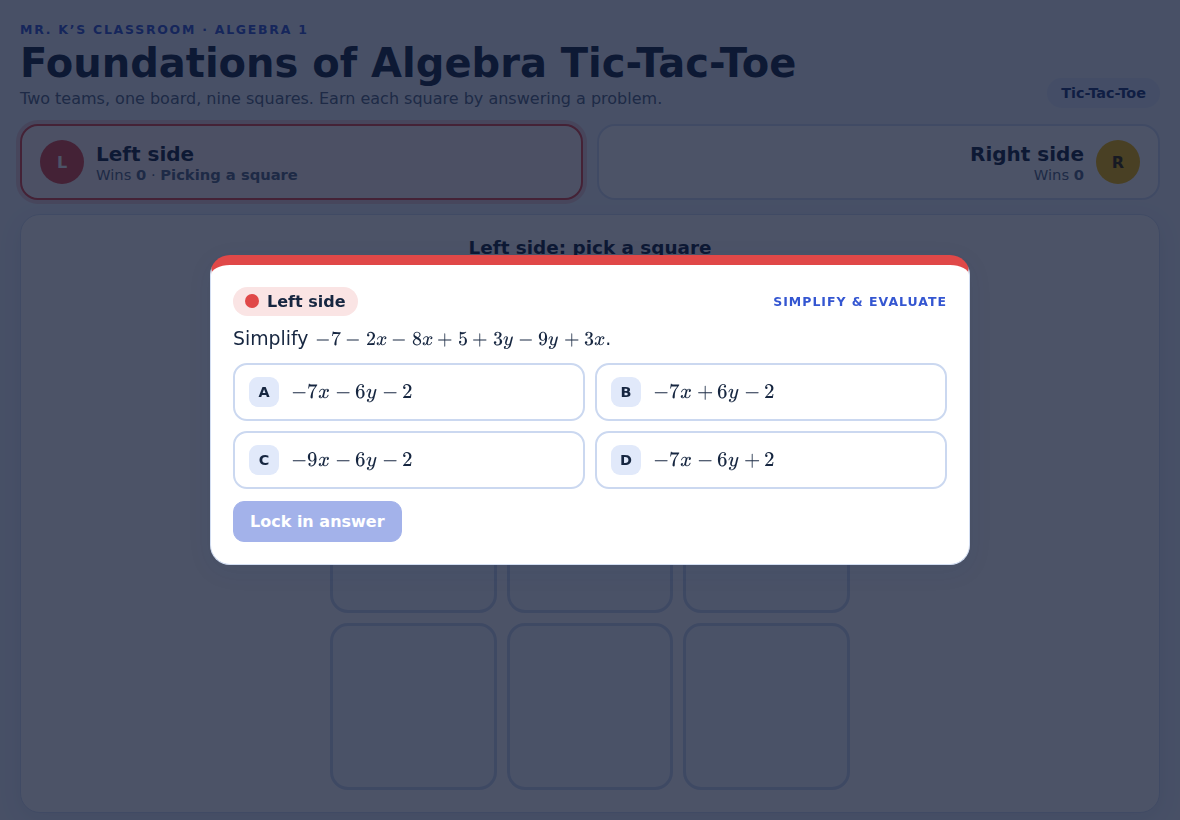 MR. K’S CLASSROOM · ALGEBRA 1
Foundations of Algebra Tic-Tac-Toe
Two teams, one board, nine squares. Earn each square by answering a problem.
Tic-Tac-Toe
L
Left side
Wins 0 · Picking a square
Right side
Wins 0
R
Left side: pick a square
Left side
SIMPLIFY & EVALUATE
Simplify −7 − 2x − 8x + 5 + 3y − 9y + 3x.
A −7x − 6y − 2
B −7x + 6y − 2
C −9x − 6y − 2
D −7x − 6y + 2
Lock in answer